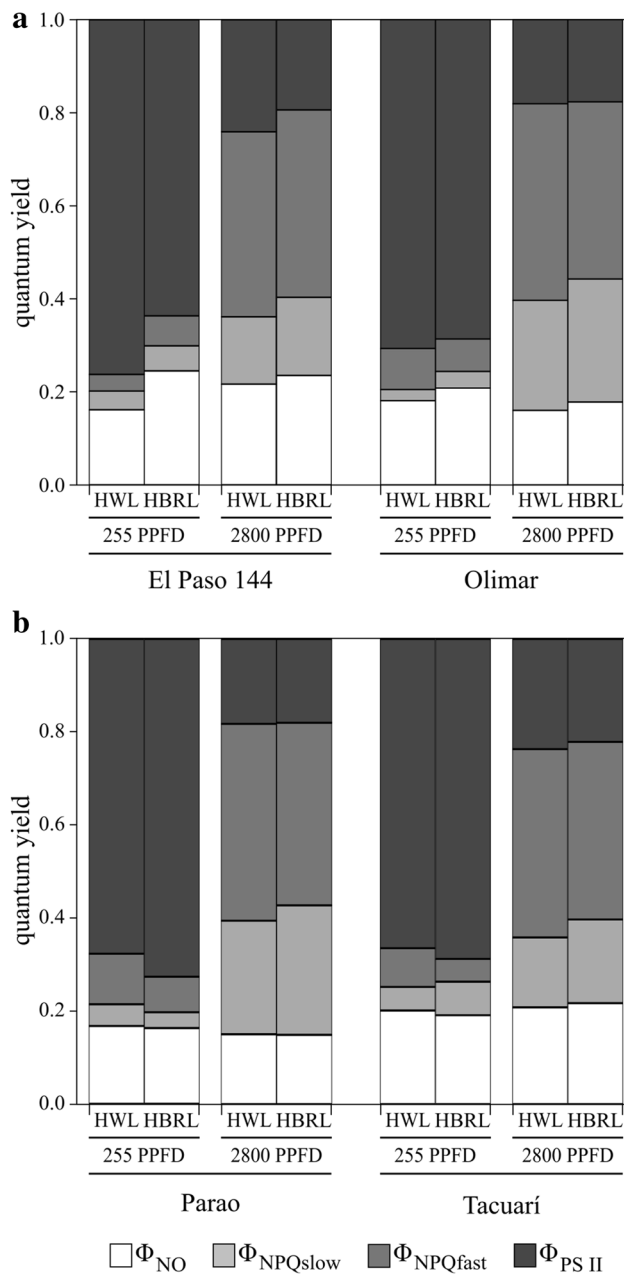 a
1.0
0.8
0.6
0.4
0.2
0.0
quantum yield
HWL HBRL HWL HBRL HWL HBRL HWL HBRL
255 PPFD 2800 PPFD 255 PPFD 2800 PPFD
El Paso 144 Olimar
b
1.0
0.8
0.6
0.4
0.2
0.0
quantum yield
HWL HBRL HWL HBRL HWL HBRL HWL HBRL
255 PPFD 2800 PPFD 255 PPFD 2800 PPFD
Parao Tacuarí
ΦNO ΦNPQslow ΦNPQfast ΦPS II